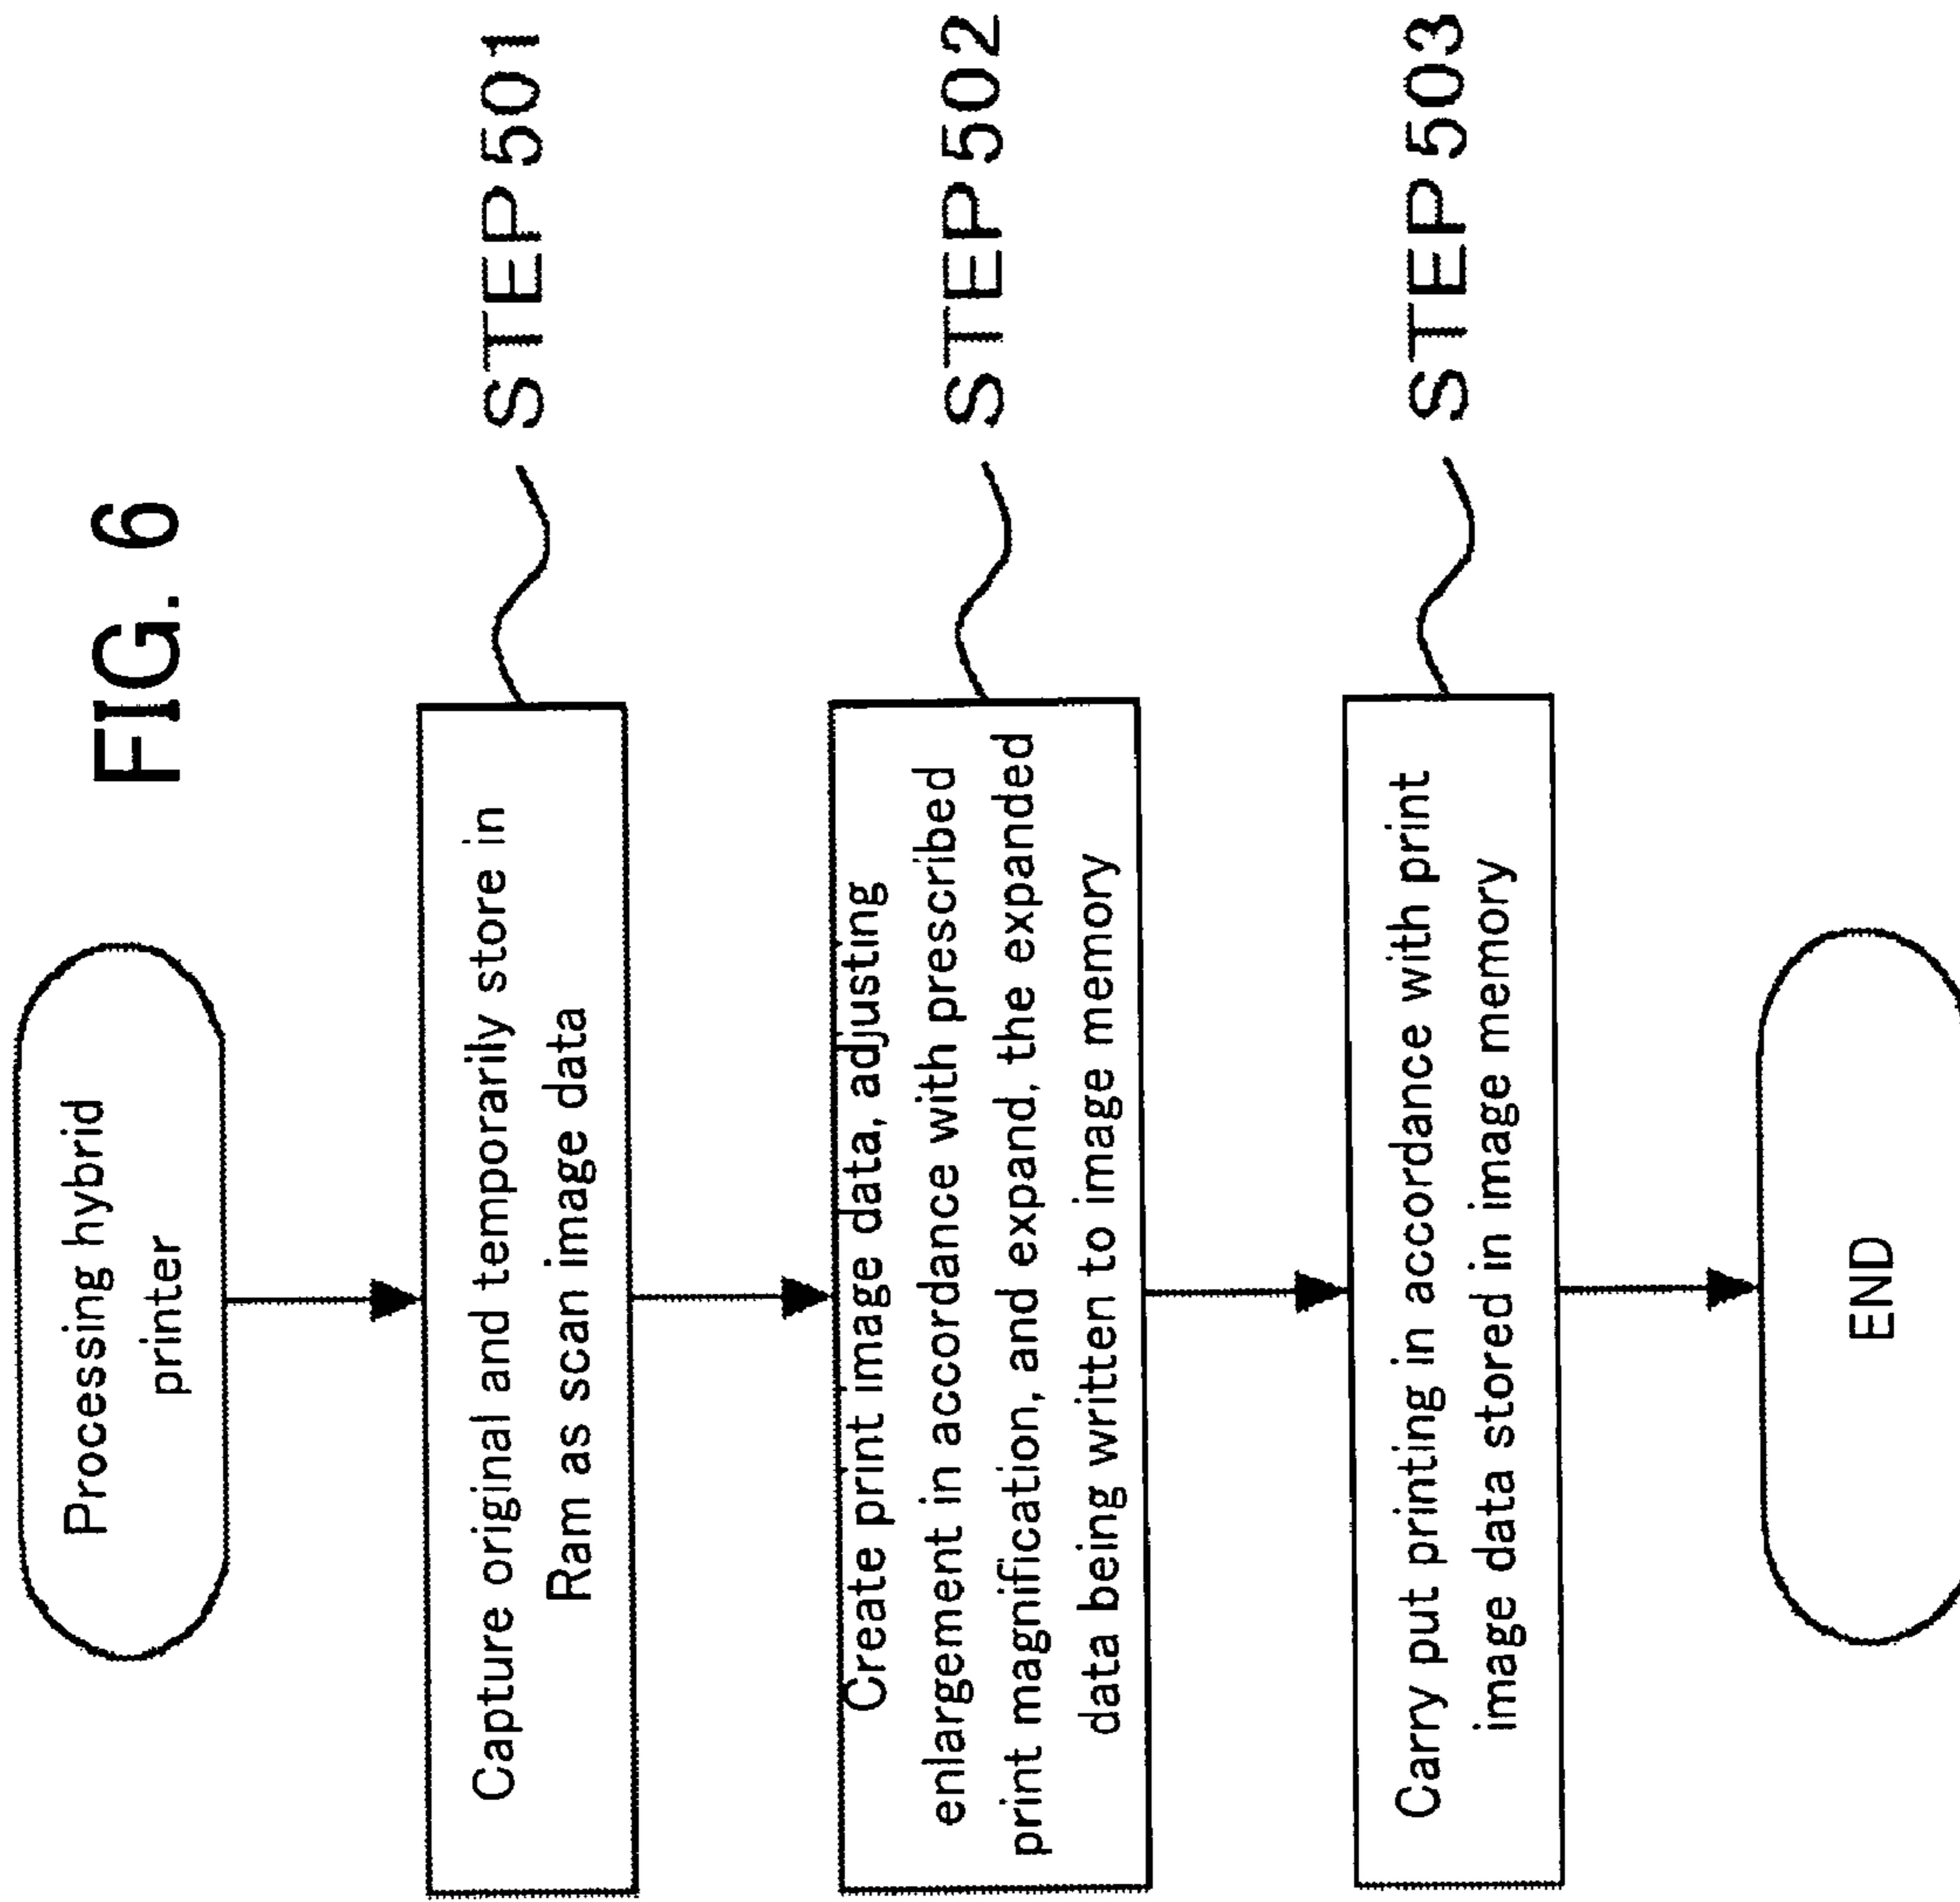 FIG. 6
Processing hybrid
printer
Capture original and temporarily store in
Ram as scan image data
STEP501
Create print image data, adjusting
enlargement in accordance with prescribed
print magnification, and expand, the expanded
data being written to image memory
STEP502
Carry put printing in accordance with print
image data stored in image memory
STEP503
END